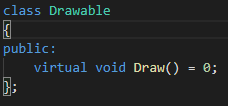 class Drawable
{
public:
    virtual void Draw() = 0;
};